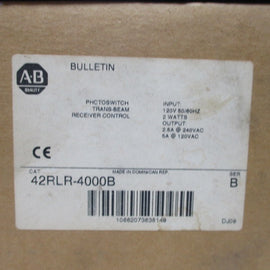 A-B
BULLETIN
PHOTOSWITCH
TRANS-BEAM
RECEIVER CONTROL
INPUT:
120V 50/60HZ
2 WATTS
OUTPUT:
2.5A @ 240VAC
5A @ 120VAC
CE
CAT
MADE IN DOMINICAN REP.
SER
42RLR-4000B
B
DJ08